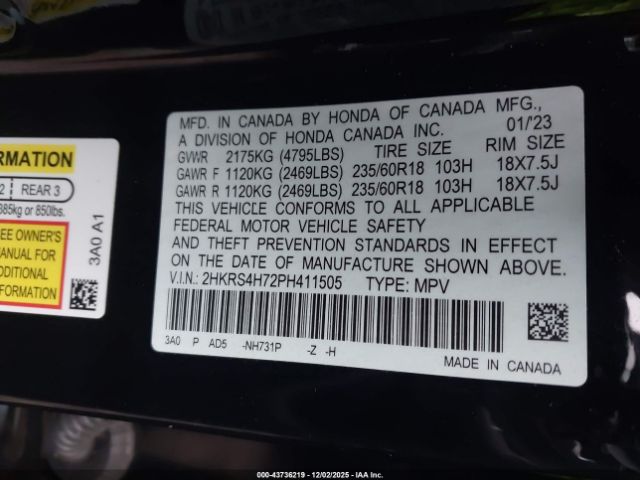 MFD. IN CANADA BY HONDA OF CANADA MFG.,
A DIVISION OF HONDA CANADA INC. 01/23
GVWR 2175KG (4795LBS) TIRE SIZE RIM SIZE
GAWR F 1120KG (2469LBS) 235/60R18 103H 18X7.5J
GAWR R 1120KG (2469LBS) 235/60R18 103H 18X7.5J
THIS VEHICLE CONFORMS TO ALL APPLICABLE
FEDERAL MOTOR VEHICLE SAFETY
AND THEFT PREVENTION STANDARDS IN EFFECT
ON THE DATE OF MANUFACTURE SHOWN ABOVE.
V.I.N.: 2HKRS4H72PH411505 TYPE: MPV
3A0 P AD5 -NH731P -Z -H
MADE IN CANADA
RMATION
2 REAR 3
385kg or 850lbs.
EE OWNER'S
MANUAL FOR
ADDITIONAL
FORMATION
3A0 A1
000-43736219 - 12/02/2025 - IAA Inc.